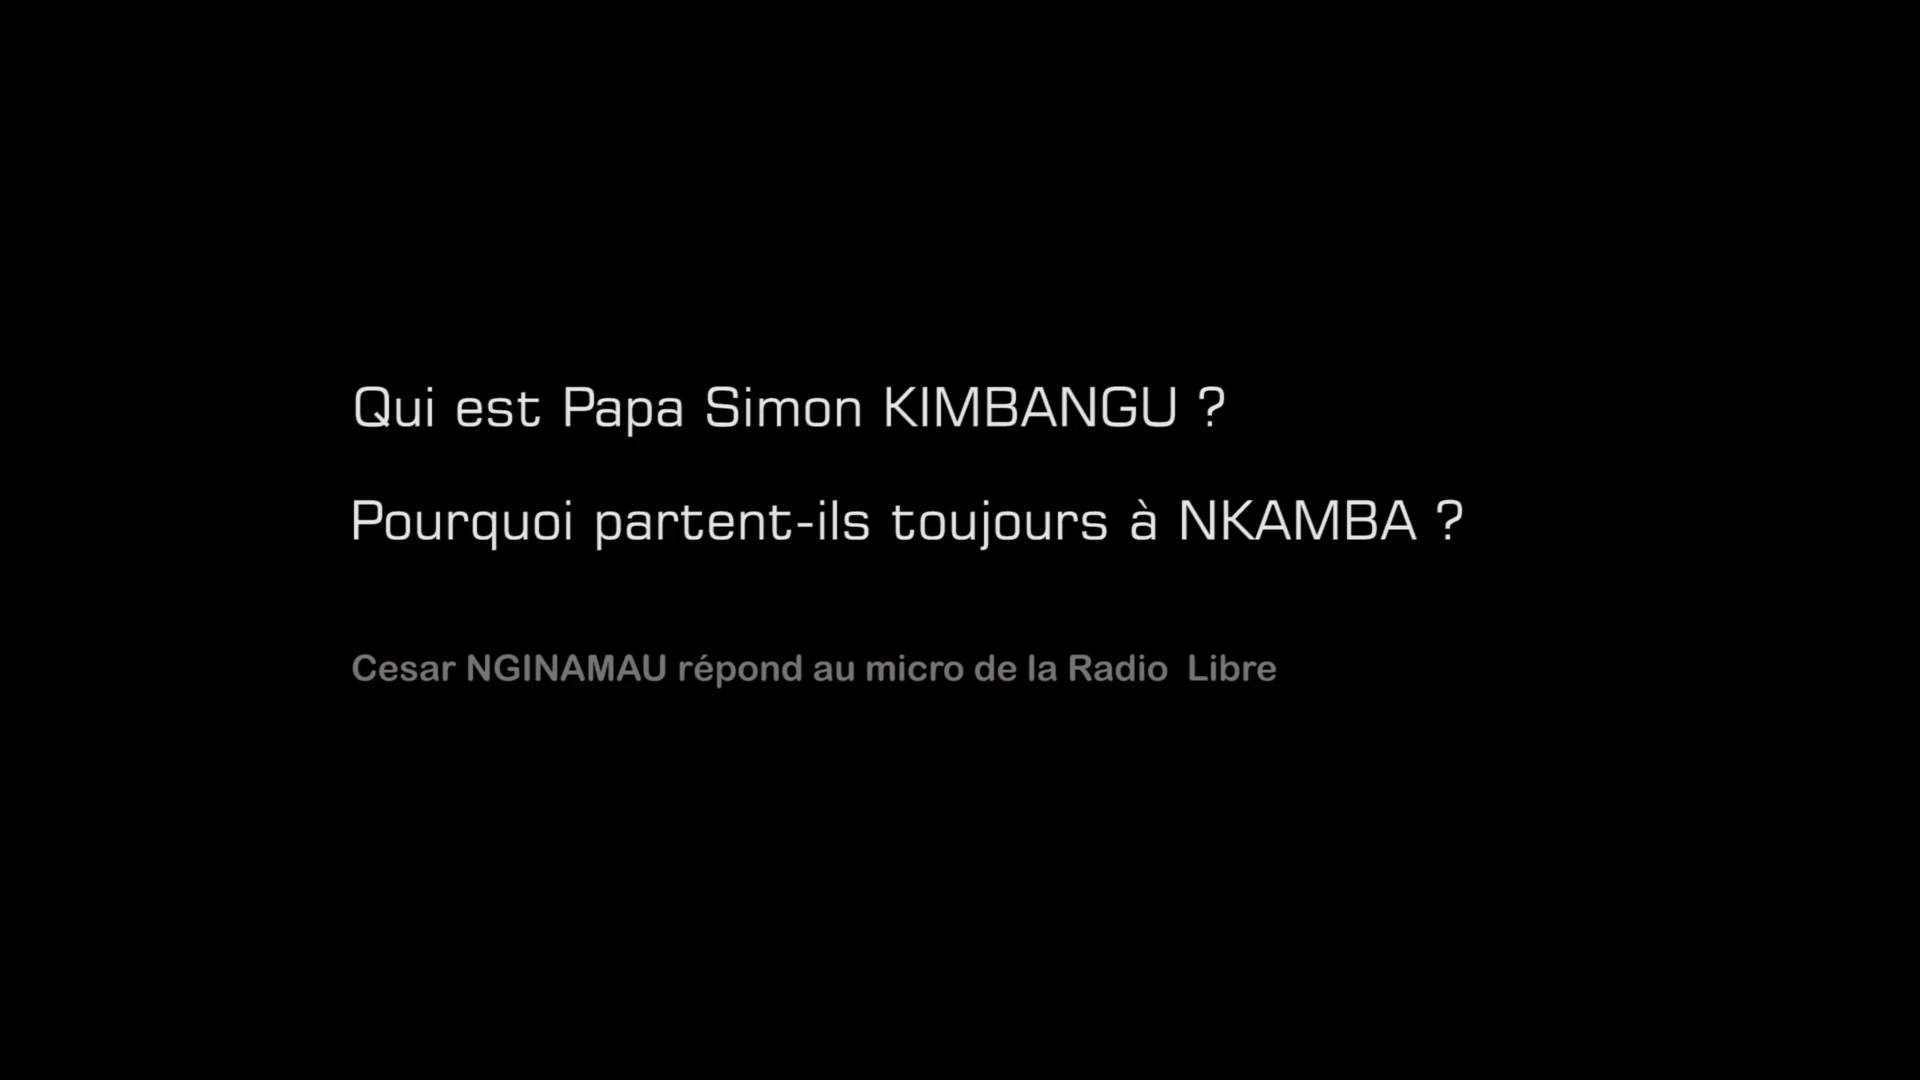 Qui est Papa Simon KIMBANGU ?
Pourquoi partent-ils toujours à NKAMBA ?
Cesar NGINAMAU répond au micro de la Radio  Libre